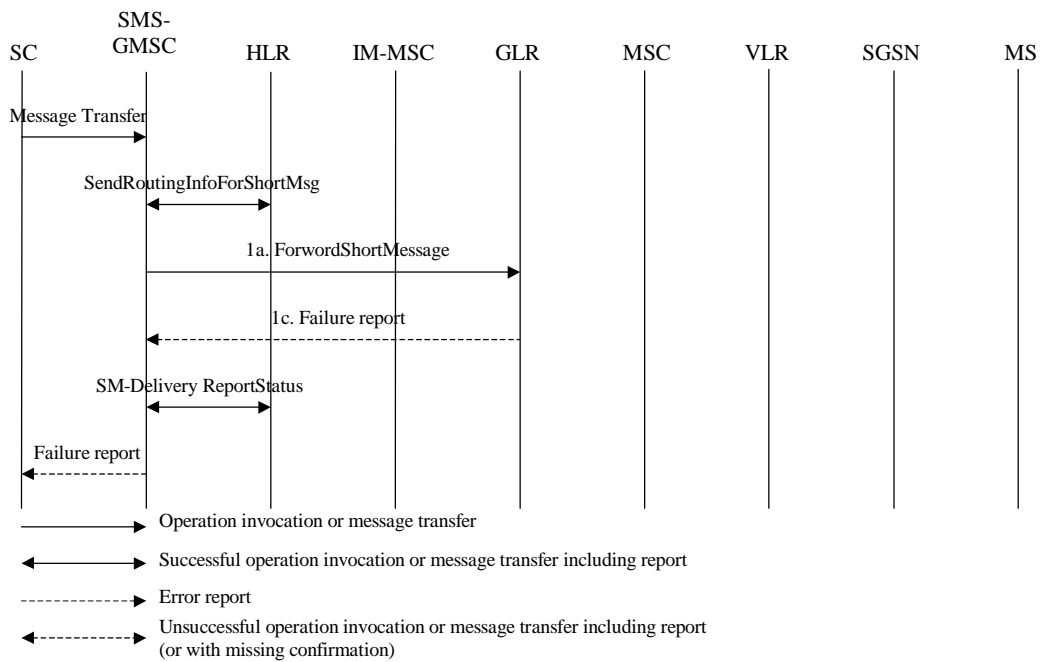 SMS-
GMSC
SC HLR IM-MSC GLR MSC VLR SGSN MS
Message Transfer
SendRoutingInfoForShortMsg
1a. ForwordShortMessage
1c. Failure report
SM-Delivery ReportStatus
Failure report
Operation invocation or message transfer
Successful operation invocation or message transfer including report
Error report
Unsuccessful operation invocation or message transfer including report
(or with missing confirmation)